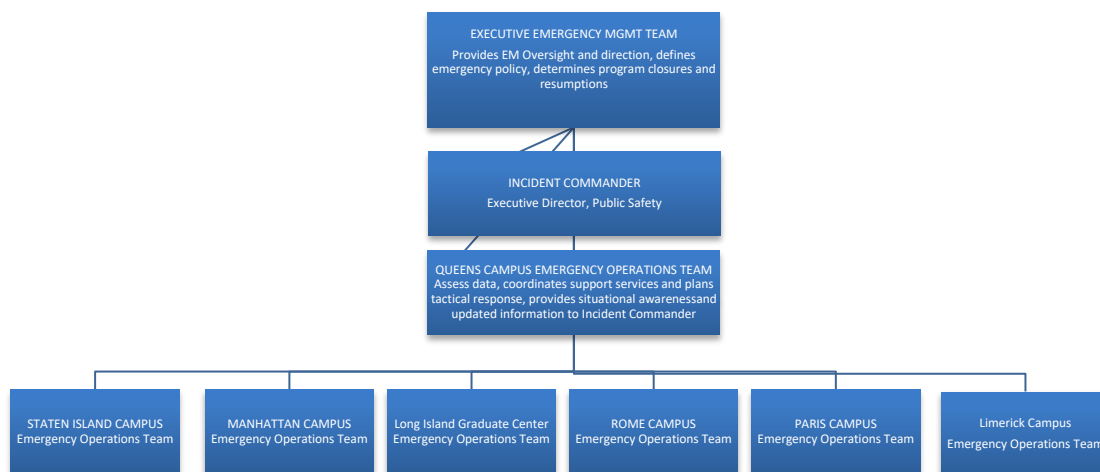 EXECUTIVE EMERGENCY MGMT TEAM
Provides EM Oversight and direction, defines
emergency policy, determines program closures and
resumptions
INCIDENT COMMANDER
Executive Director, Public Safety
QUEENS CAMPUS EMERGENCY OPERATIONS TEAM
Assess data, coordinates support services and plans
tactical response, provides situational awarenessand
updated information to Incident Commander
STATEN ISLAND CAMPUS
Emergency Operations Team
MANHATTAN CAMPUS
Emergency Operations Team
Long Island Graduate Center
Emergency Operations Team
ROME CAMPUS
Emergency Operations Team
PARIS CAMPUS
Emergency Operations Team
Limerick Campus
Emergency Operations Team